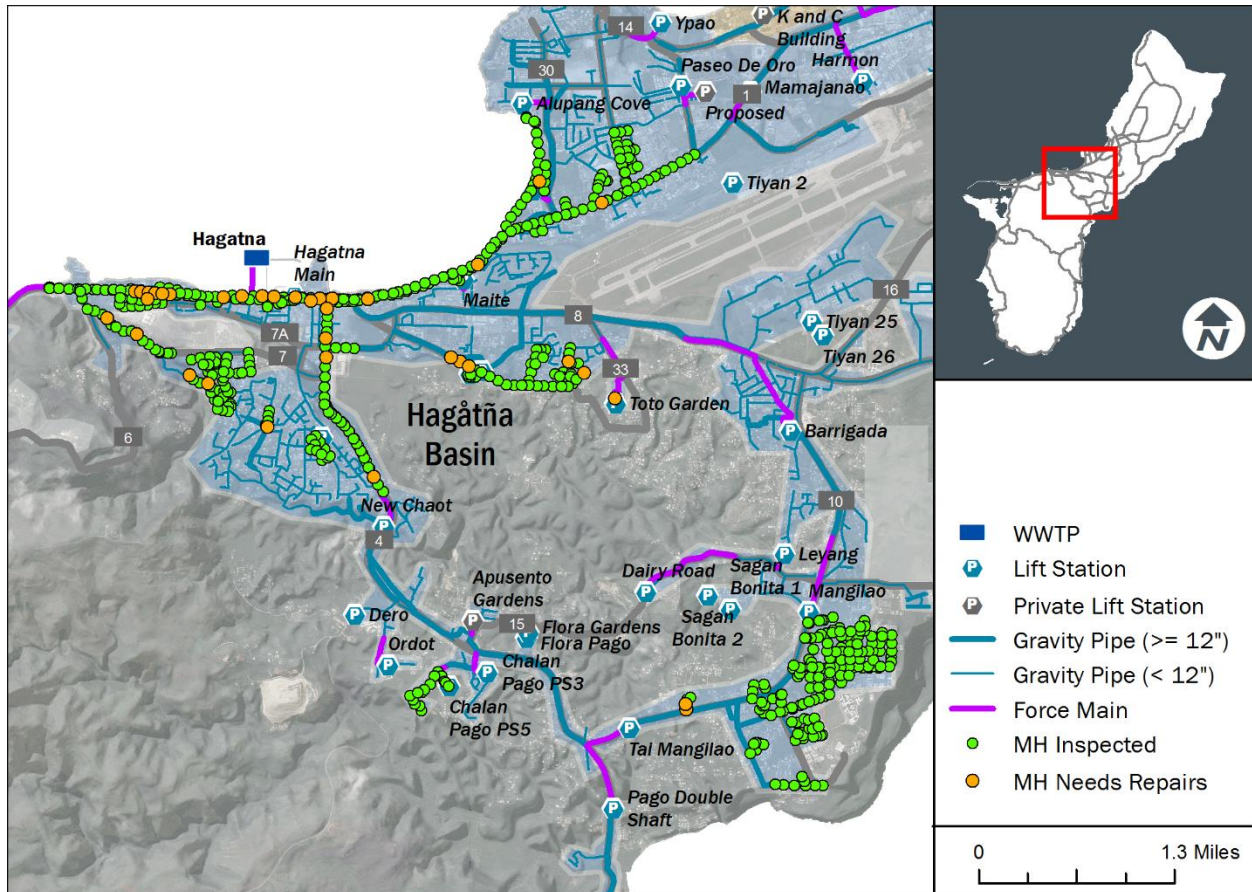 14
Ypao
K and C
Building
30
Paseo De Oro
Harmon
1
Mamajanao
Alupang Cove
Proposed
Tiyan 2
Hagatna
Hagatna
Main
Maite
8
16
7A
7
Tiyan 25
Tiyan 26
33
Toto Garden
Hagåtña
Basin
6
Barrigada
New Chaot
4
10
Leyang
Dairy Road
Sagan
Bonita 1
Mangilao
Apusento
Gardens
Sagan
Bonita 2
Dero
15
Flora Gardens
Flora Pago
Ordot
Chalan
Pago PS3
Chalan
Pago PS5
Tai Mangilao
Pago Double
Shaft
N
P WWTP
P Lift Station
P Private Lift Station
Gravity Pipe (>= 12")
Gravity Pipe (< 12")
Force Main
MH Inspected
MH Needs Repairs
0 1.3 Miles